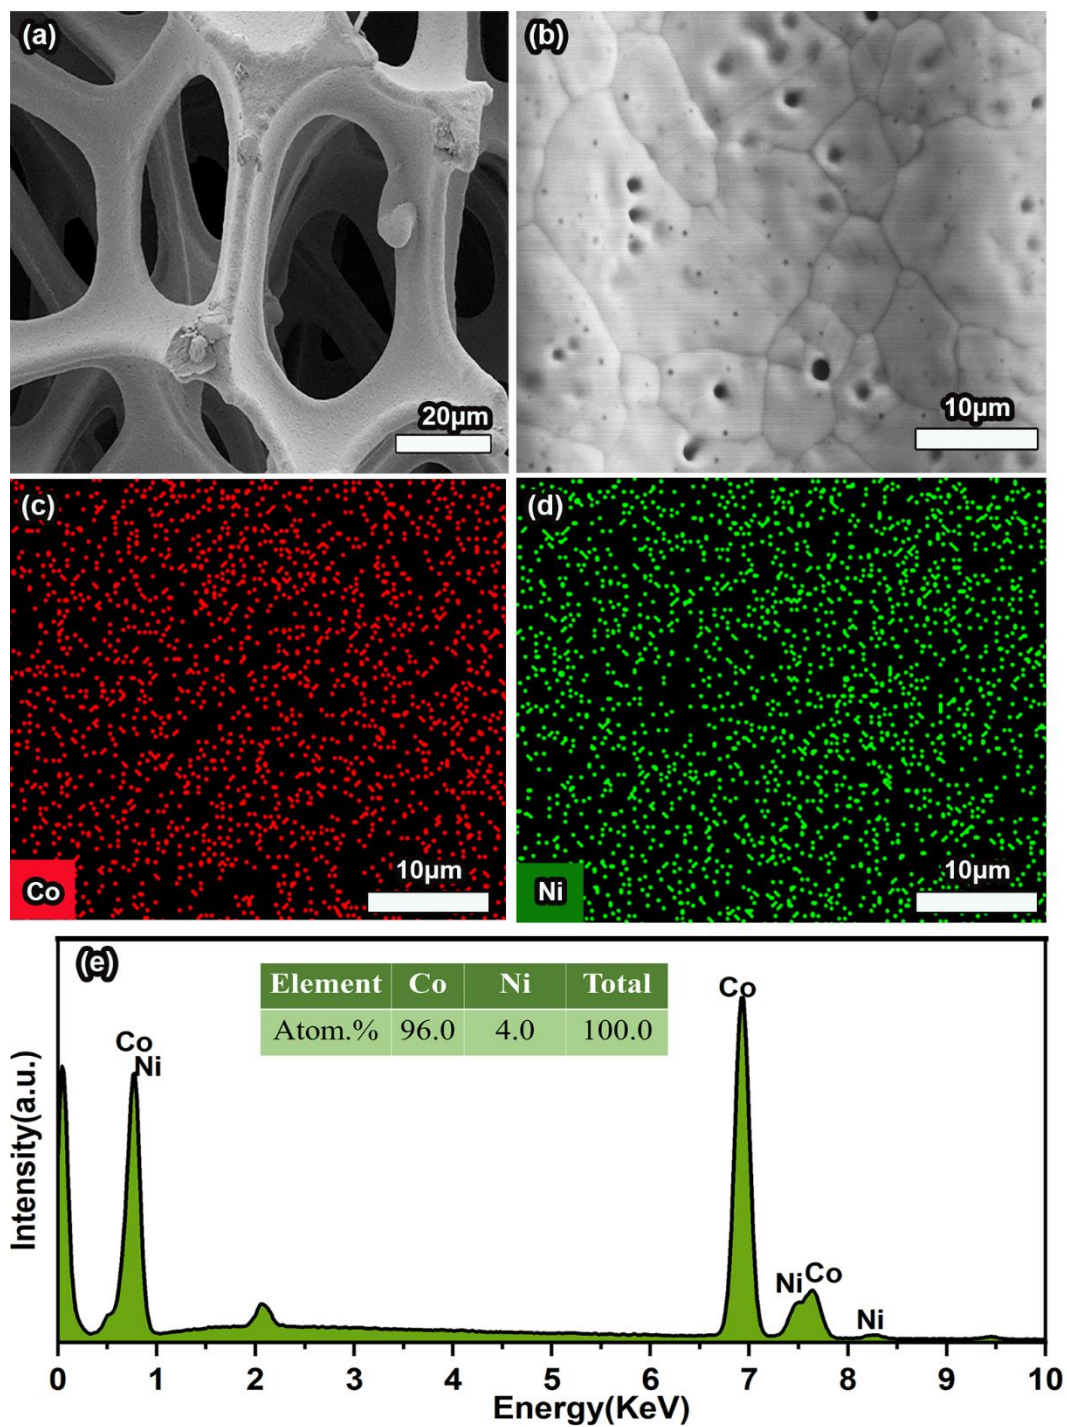 (a)
20μm
(b)
10μm
(c)
Co
10μm
(d)
Ni
10μm
(e)
Element Co Ni Total
Atom.% 96.0 4.0 100.0
Co
Ni
Co
Ni
Co
Ni
Intensity(a.u.)
0 1 2 3 4 5 6 7 8 9 10
Energy(KeV)